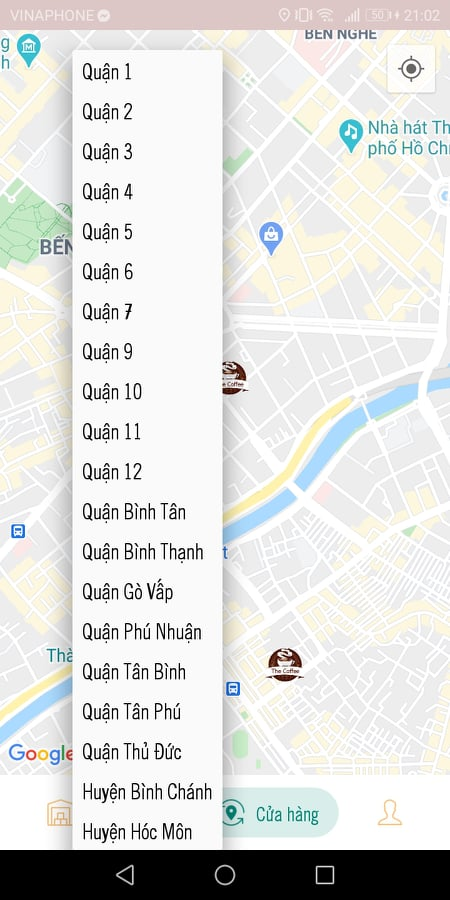 VINAPHONE
50
21:02
BẾN NGHÉ
Nhà hát Th
phố Hồ Chí
BẾN
Quận 1
Quận 2
Quận 3
Quận 4
Quận 5
Quận 6
Quận 7
Quận 9
Quận 10
Quận 11
Quận 12
Quận Bình Tân
Quận Bình Thạnh
Quận Gò Vấp
Quận Phú Nhuận
Quận Tân Bình
Quận Tân Phú
Quận Thủ Đức
Huyện Bình Chánh
Huyện Hóc Môn
The Coffee
Google
Cửa hàng